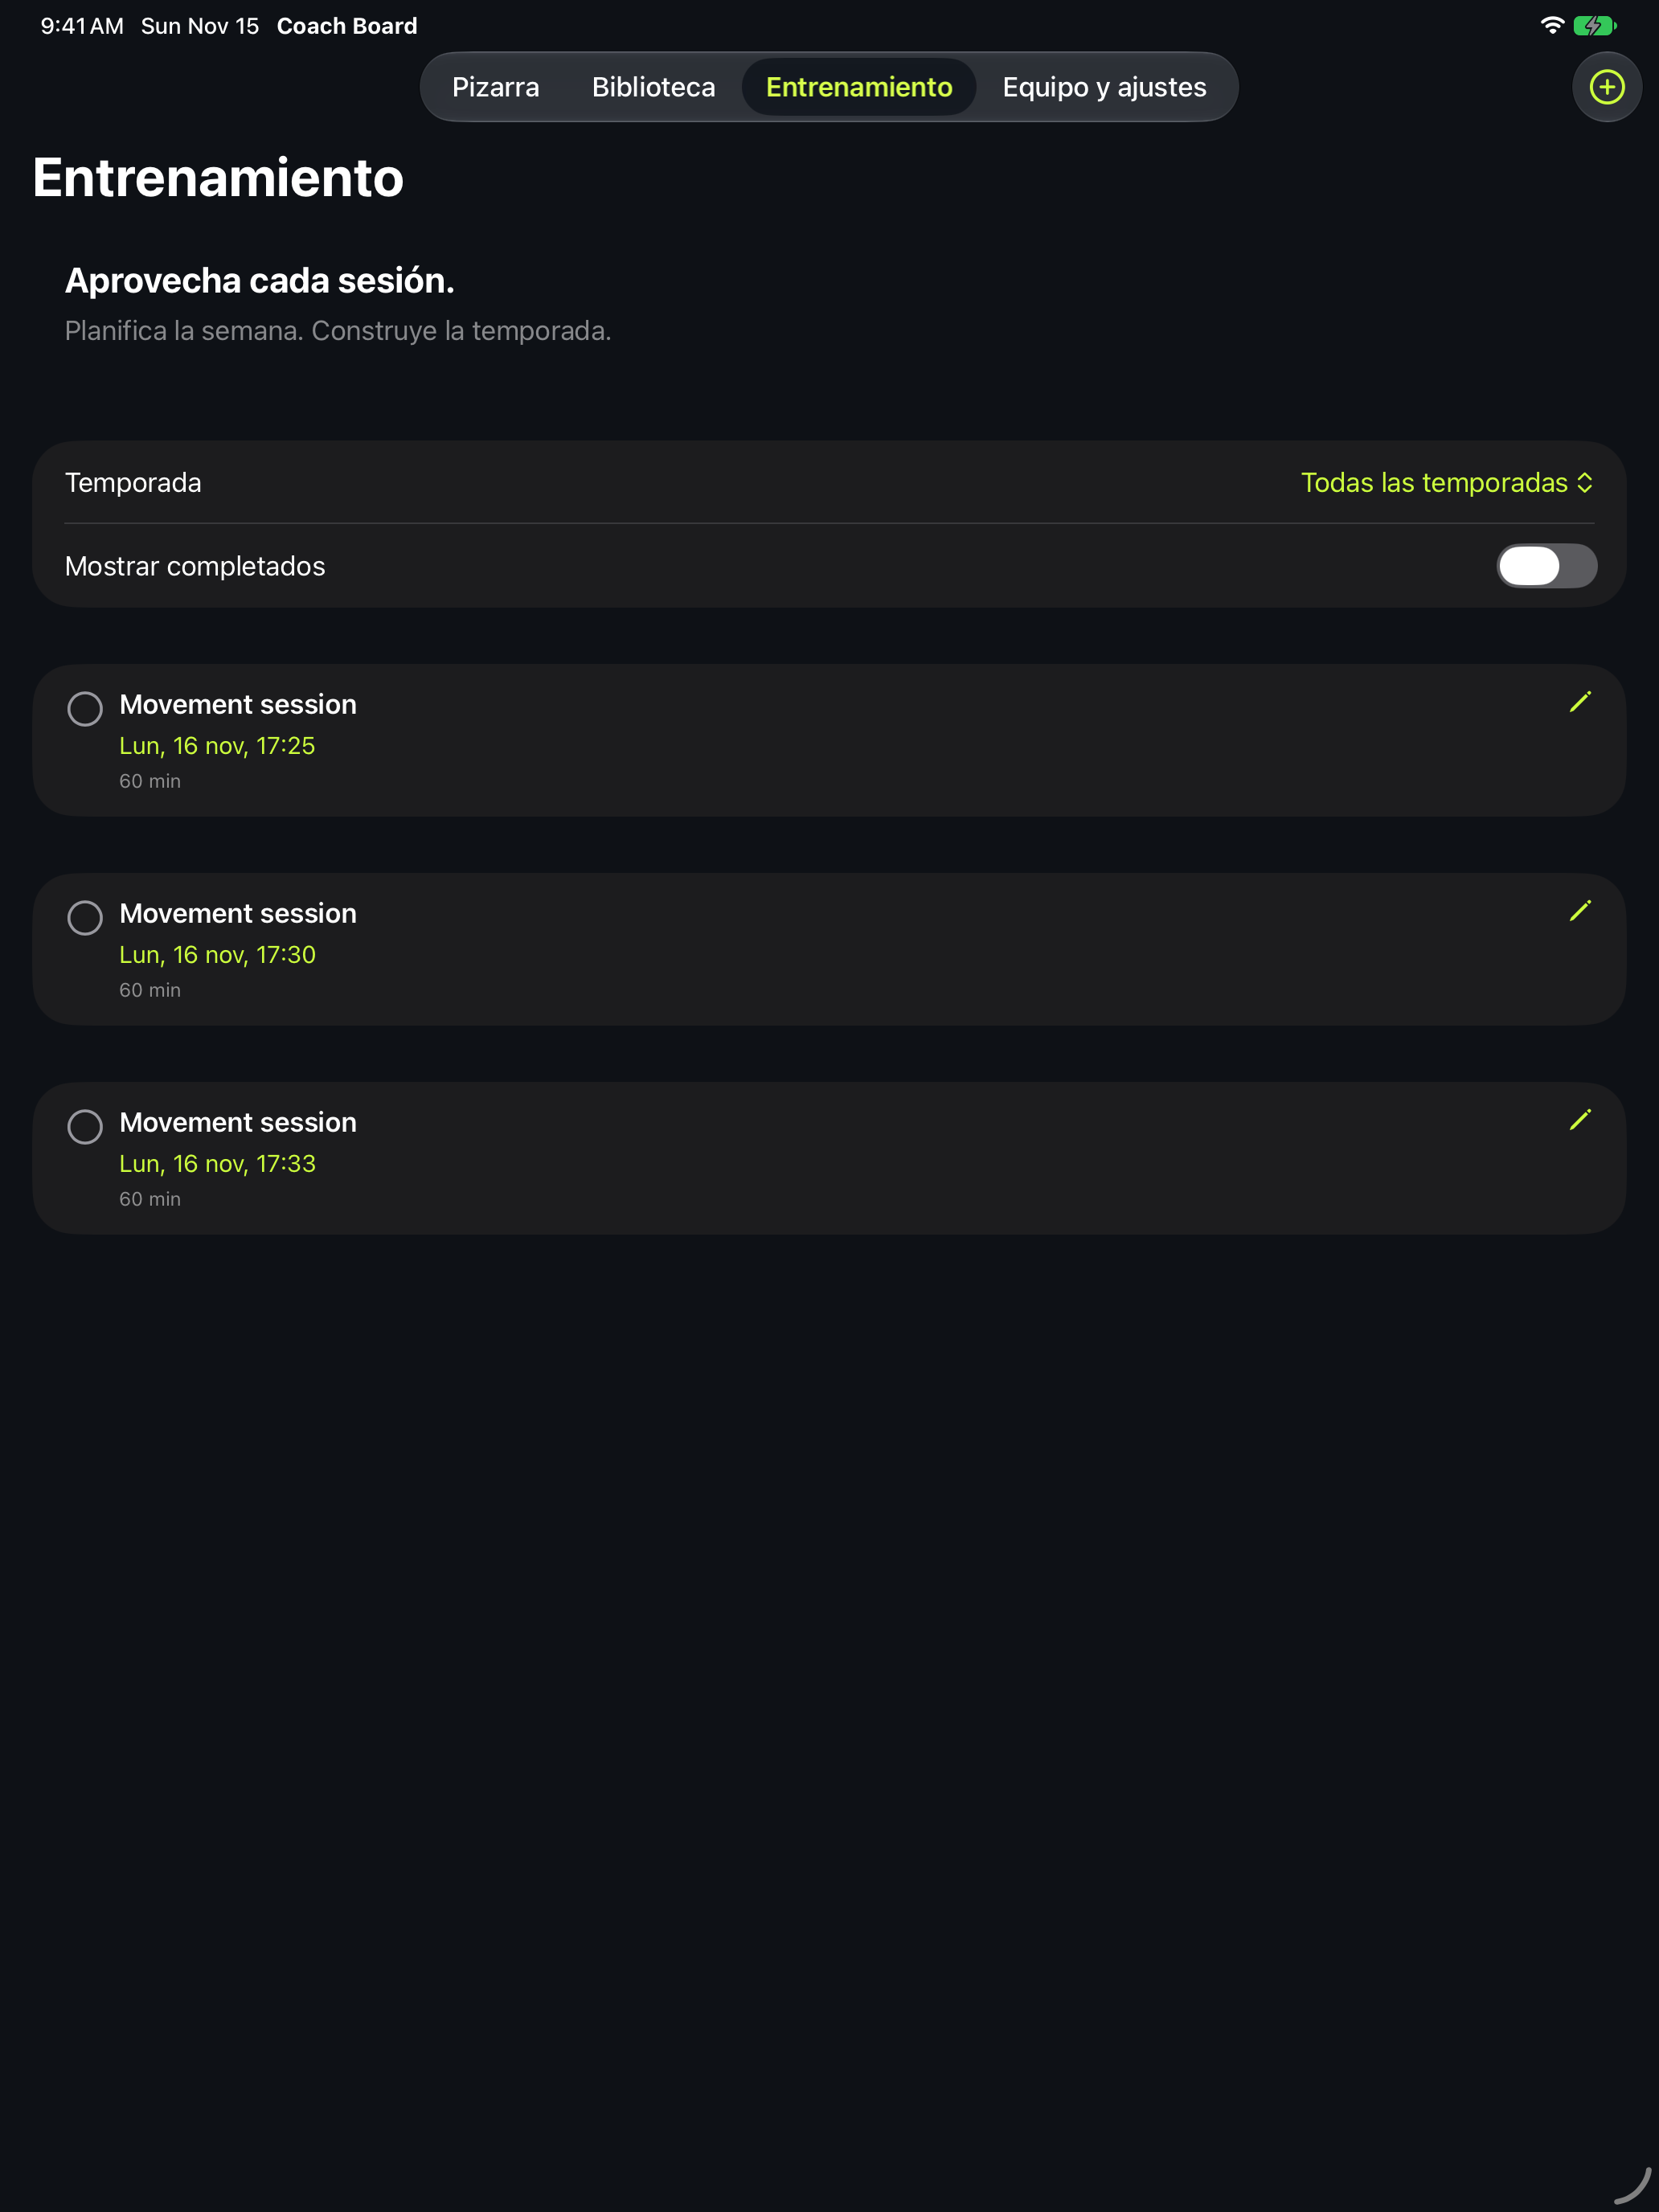 9:41 AM Sun Nov 15 Coach Board
Pizarra Biblioteca Entrenamiento Equipo y ajustes
Entrenamiento
Aprovecha cada sesión.
Planifica la semana. Construye la temporada.
Temporada Todas las temporadas
Mostrar completados
Movement session
Lun, 16 nov, 17:25
60 min
Movement session
Lun, 16 nov, 17:30
60 min
Movement session
Lun, 16 nov, 17:33
60 min